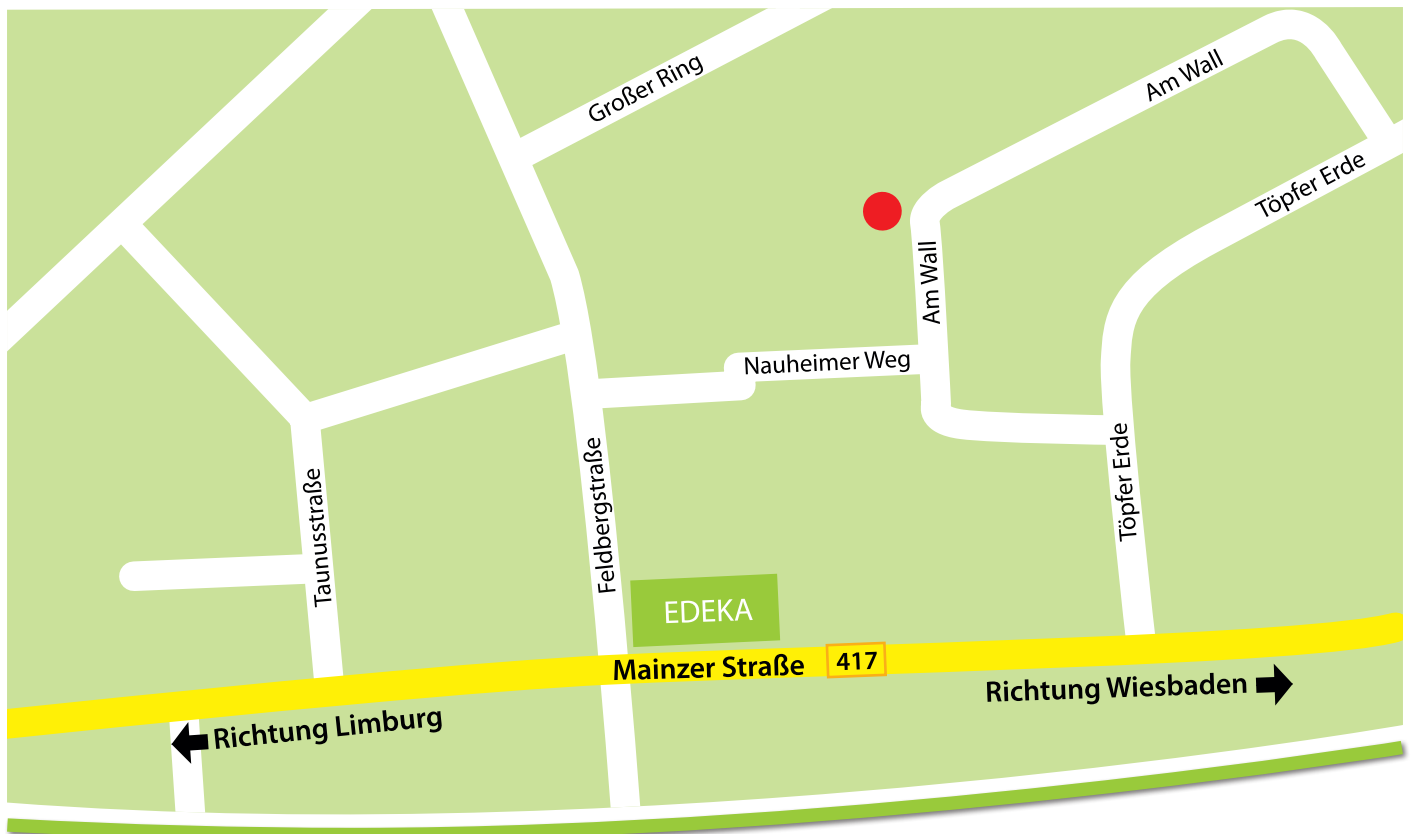 Großer Ring
Am Wall
Töpfer Erde
Am Wall
Nauheimer Weg
Töpfer Erde
Feldbergstraße
Taunusstraße
EDEKA
Mainzer Straße 417
Richtung Wiesbaden
Richtung Limburg